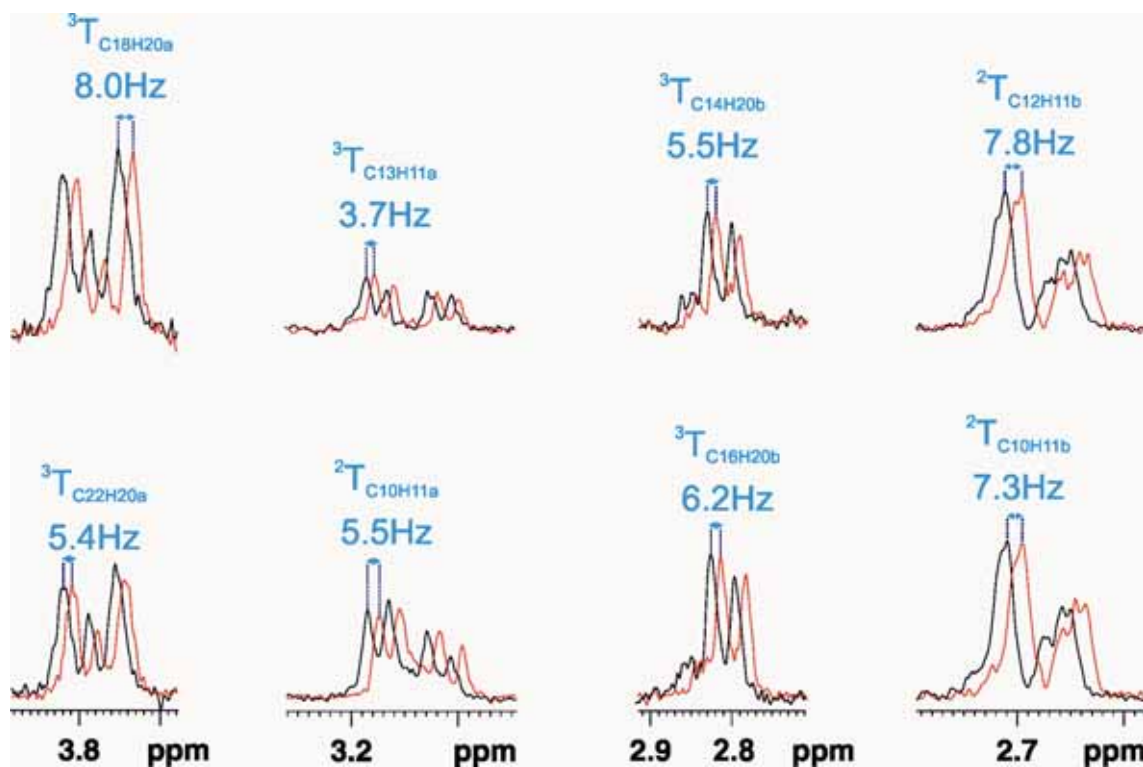 ³T C18H20a
8.0Hz
³T C13H11a
3.7Hz
³T C14H20b
5.5Hz
²T C12H11b
7.8Hz
³T C22H20a
5.4Hz
²T C10H11a
5.5Hz
³T C16H20b
6.2Hz
²T C10H11b
7.3Hz
3.8 ppm
3.2 ppm
2.9 2.8 ppm
2.7 ppm